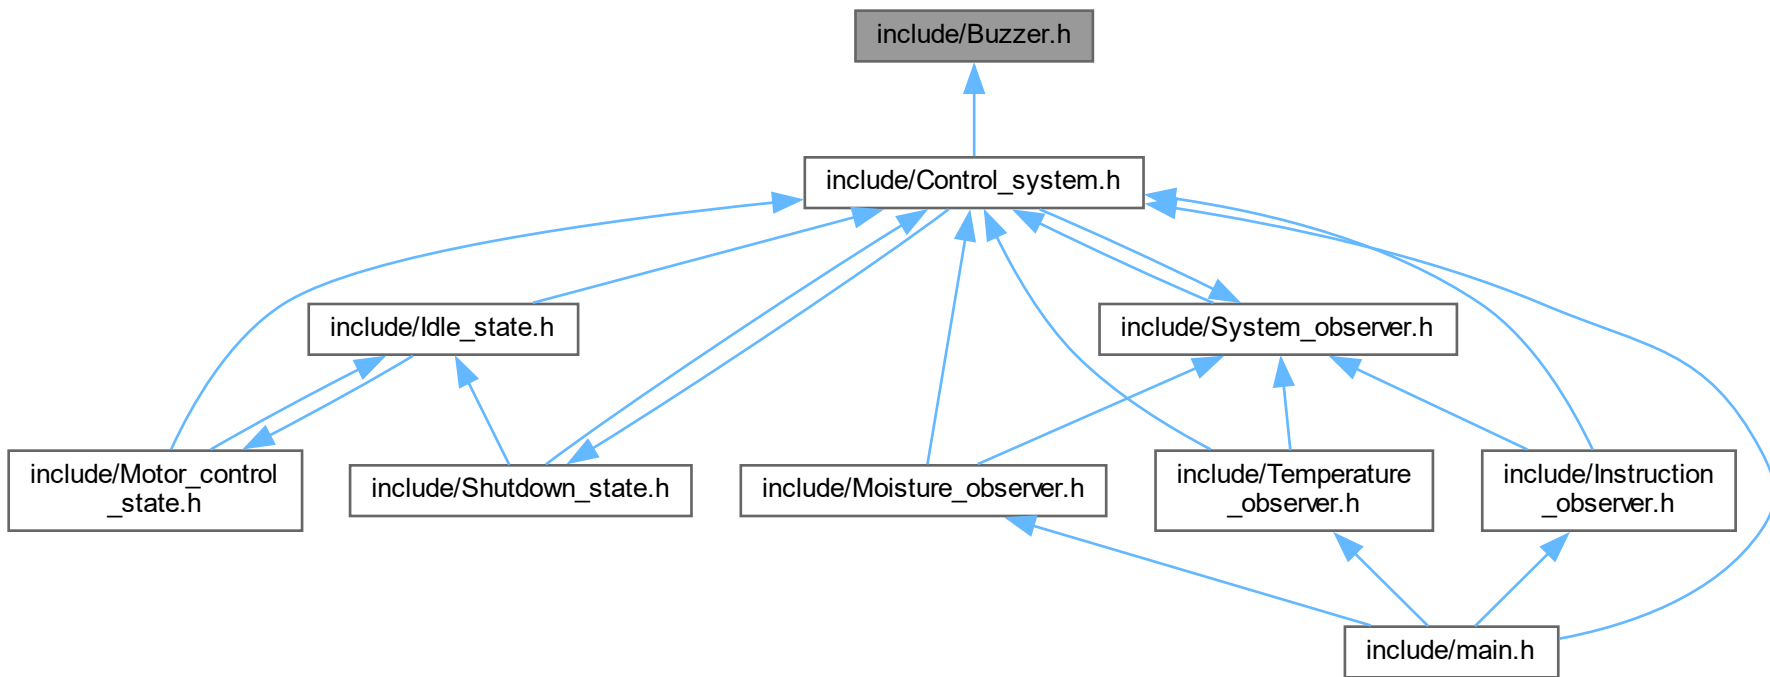 include/Buzzer.h
include/Control_system.h
include/Idle_state.h
include/System_observer.h
include/Motor_control
_state.h
include/Shutdown_state.h
include/Moisture_observer.h
include/Temperature
_observer.h
include/Instruction
_observer.h
include/main.h